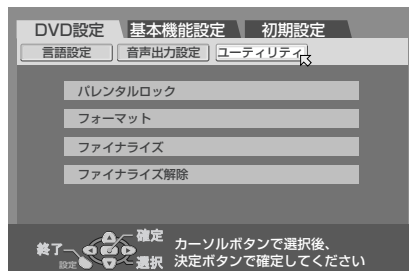 DVD設定 基本機能設定 初期設定
言語設定 音声出力設定 ユーティリティ
パレンタルロック
フォーマット
ファイナライズ
ファイナライズ解除
終了 確定 カーソルボタンで選択後、
設定 選択 決定ボタンで確定してください